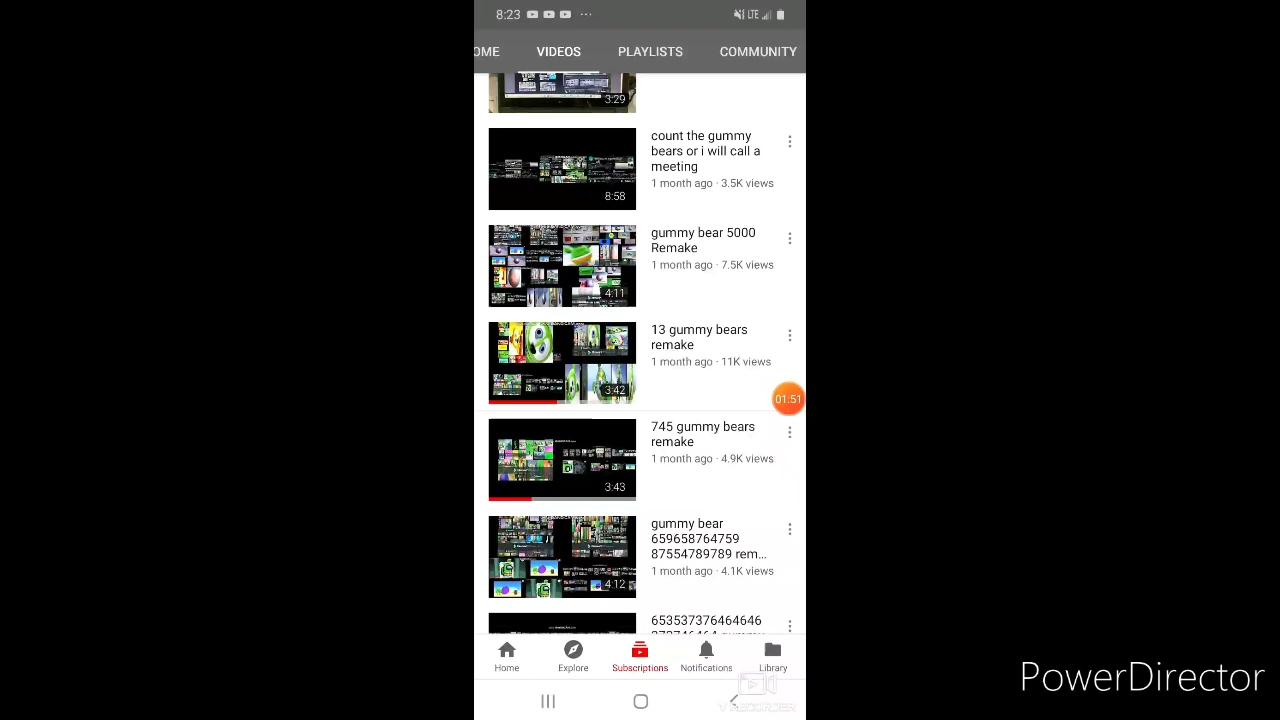 8:23 LTE
OME VIDEOS PLAYLISTS COMMUNITY
3:29
count the gummy
bears or i will call a
meeting
1 month ago · 3.5K views
8:58
gummy bear 5000
Remake
1 month ago · 7.5K views
4:11
13 gummy bears
remake
1 month ago · 11K views
3:42
01:51
745 gummy bears
remake
1 month ago · 4.9K views
3:43
gummy bear
659658764759
87554789789 rem...
1 month ago · 4.1K views
4:12
653537376464646
Home Explore Subscriptions Notifications Library
RECORDER
PowerDirector